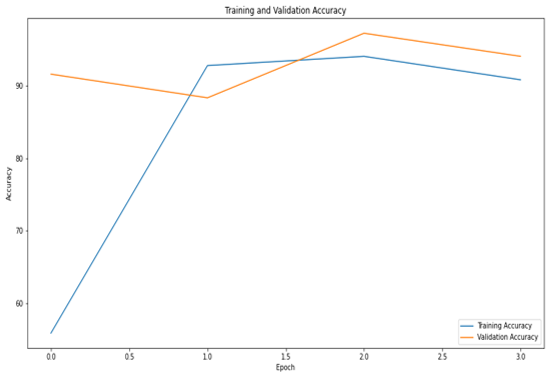 Training and Validation Accuracy
Accuracy
90
80
70
60
0.0 0.5 1.0 1.5 2.0 2.5 3.0
Epoch
Training Accuracy
Validation Accuracy